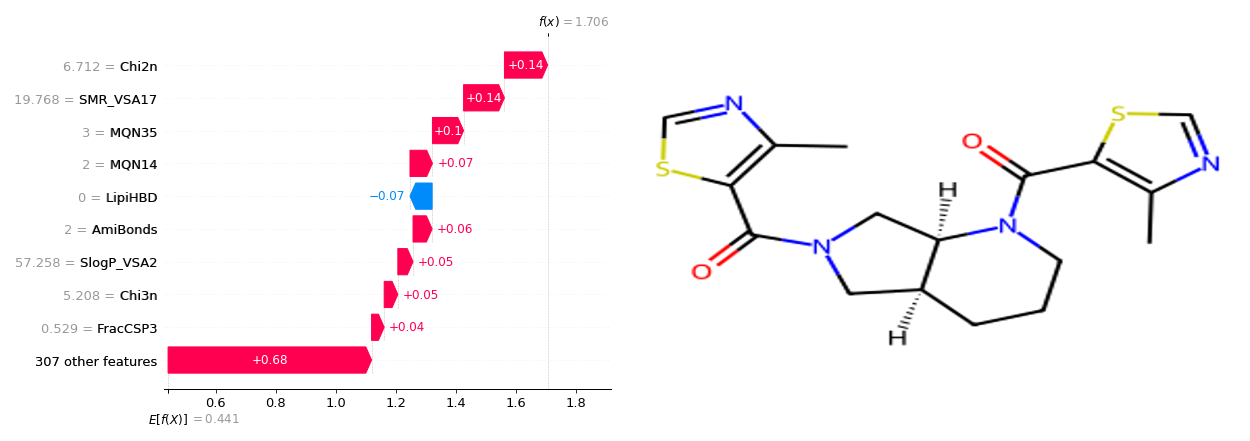 f(x) = 1.706
6.712 = Chi2n
+0.14
19.768 = SMR_VSA17
+0.14
3 = MQN35
+0.1
2 = MQN14
+0.07
0 = LipiHBD
−0.07
2 = AmiBonds
+0.06
57.258 = SlogP_VSA2
+0.05
5.208 = Chi3n
+0.05
0.529 = FracCSP3
+0.04
307 other features
+0.68
0.6 0.8 1.0 1.2 1.4 1.6 1.8
E[f(X)] = 0.441
N
S
O
N
H
H
N
O
S
N